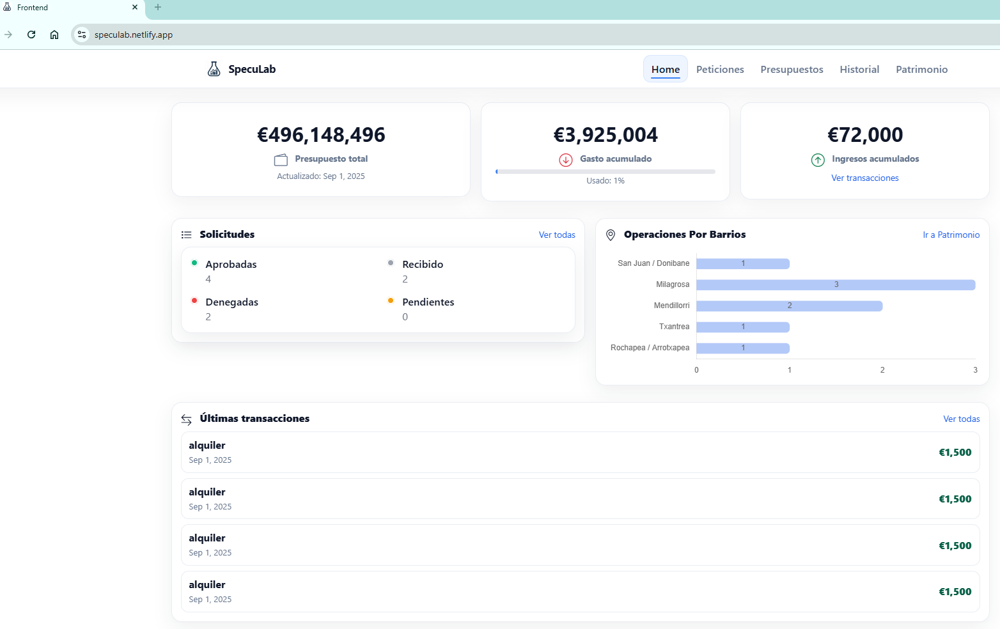 Frontend
speculab.netlify.app
SpecuLab
Home
Peticiones
Presupuestos
Historial
Patrimonio
€496,148,496
Presupuesto total
Actualizado: Sep 1, 2025
€3,925,004
Gasto acumulado
Usado: 1%
€72,000
Ingresos acumulados
Ver transacciones
Solicitudes
Ver todas
Aprobadas
4
Recibido
2
Denegadas
2
Pendientes
0
Operaciones Por Barrios
Ir a Patrimonio
San Juan / Donibane
1
Milagrosa
3
Mendillorri
2
Txantrea
1
Rochapea / Arrotxapea
1
0 1 2 3
Últimas transacciones
Ver todas
alquiler
Sep 1, 2025
€1,500
alquiler
Sep 1, 2025
€1,500
alquiler
Sep 1, 2025
€1,500
alquiler
Sep 1, 2025
€1,500